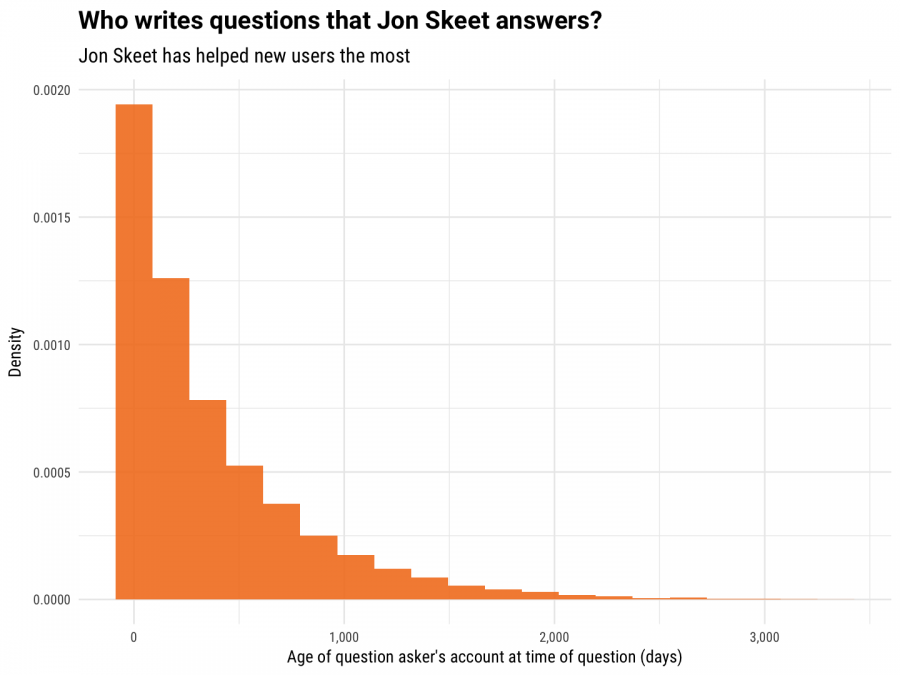 Who writes questions that Jon Skeet answers?
Jon Skeet has helped new users the most
0.0020
0.0015
0.0010
0.0005
0.0000
Density
0
1,000
2,000
3,000
Age of question asker's account at time of question (days)